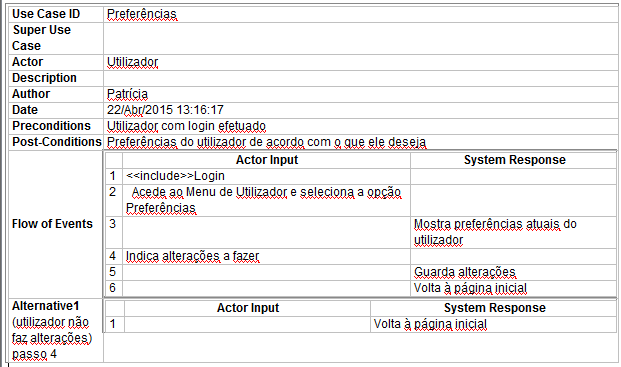 Use Case ID Preferências
Super Use
Case
Actor Utilizador
Description
Author Patrícia
Date 22/Abr/2015 13:16:17
Preconditions Utilizador com login efetuado
Post-Conditions Preferências do utilizador de acordo com o que ele deseja
Flow of Events
Actor Input System Response
1 <<include>>Login
2 Acede ao Menu de Utilizador e seleciona a opção
Preferências
3 Mostra preferências atuais do
utilizador
4 Indica alterações a fazer
5 Guarda alterações
6 Volta à página inicial
Alternative1
(utilizador não
faz alterações)
passo 4
Actor Input System Response
1 Volta à página inicial